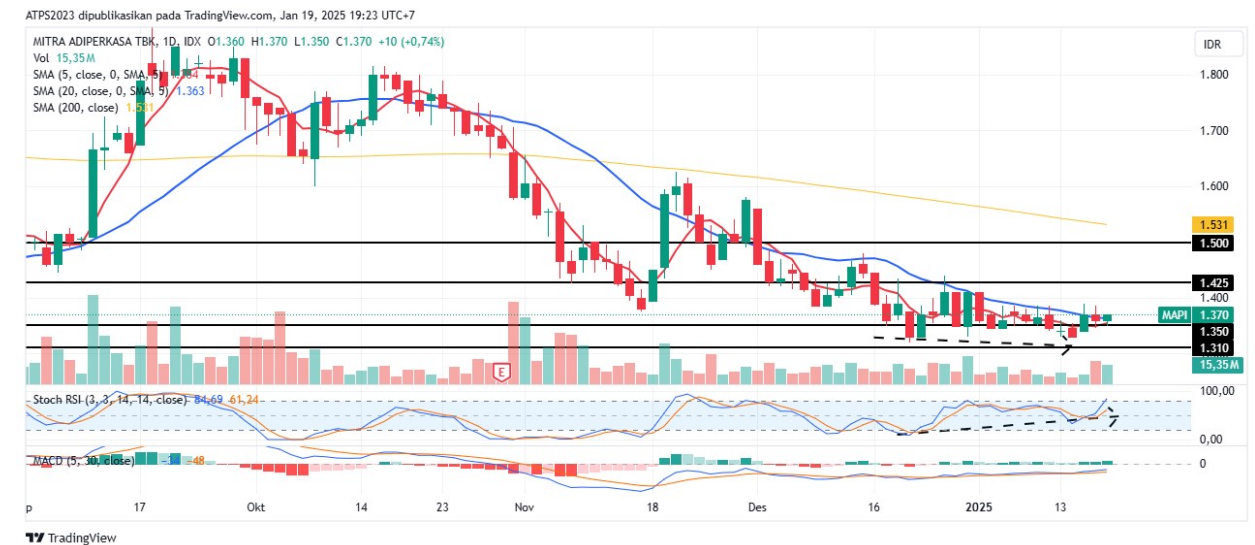 ATPS2023 dipublikasikan pada TradingView.com, Jan 19, 2025 19:23 UTC+7
MITRA ADIPERKASA TBK, 1D, IDX O1.360 H1.370 L1.350 C1.370 +10 (+0,74%)
IDR
Vol 15,35M
SMA (5, close, 0, SMA, 5)
SMA (20, close, 0, SMA, 5) 1.363
SMA (200, close) 1.531
1.800
1.700
1.600
1.531
1.500
1.425
1.400
MAPI 1.370
1.350
1.310
15,35M
E
100,00
Stoch RSI (3, 3, 14, 14, close) 84,69 61,24
0,00
MACD (5, 30, close) -48
0
p 17 Okt 14 23 Nov 18 Des 16 2025 13
TradingView